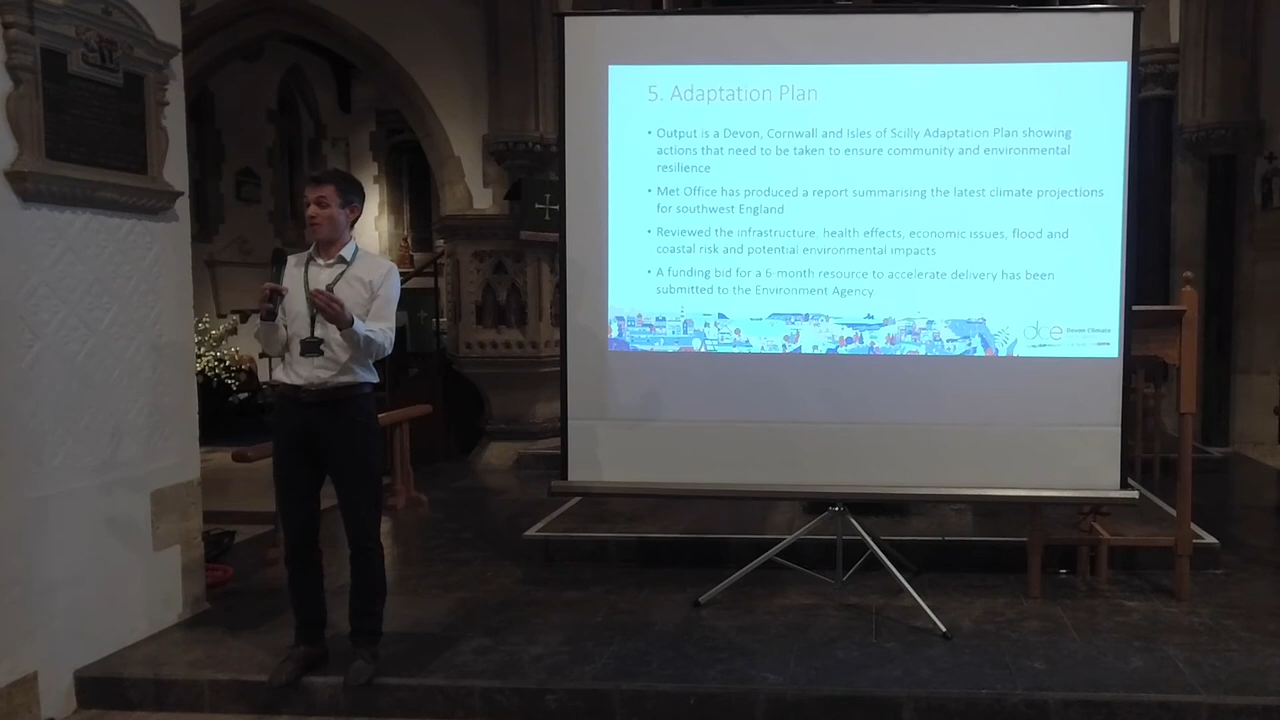 5. Adaptation Plan
• Output is a Devon, Cornwall and Isles of Scilly Adaptation Plan showing
actions that need to be taken to ensure community and environmental
resilience
• Met Office has produced a report summarising the latest climate projections
for southwest England
• Reviewed the infrastructure, health effects, economic issues, flood and
coastal risk and potential environmental impacts
• A funding bid for a 6-month resource to accelerate delivery has been
submitted to the Environment Agency
dce Devon Climate